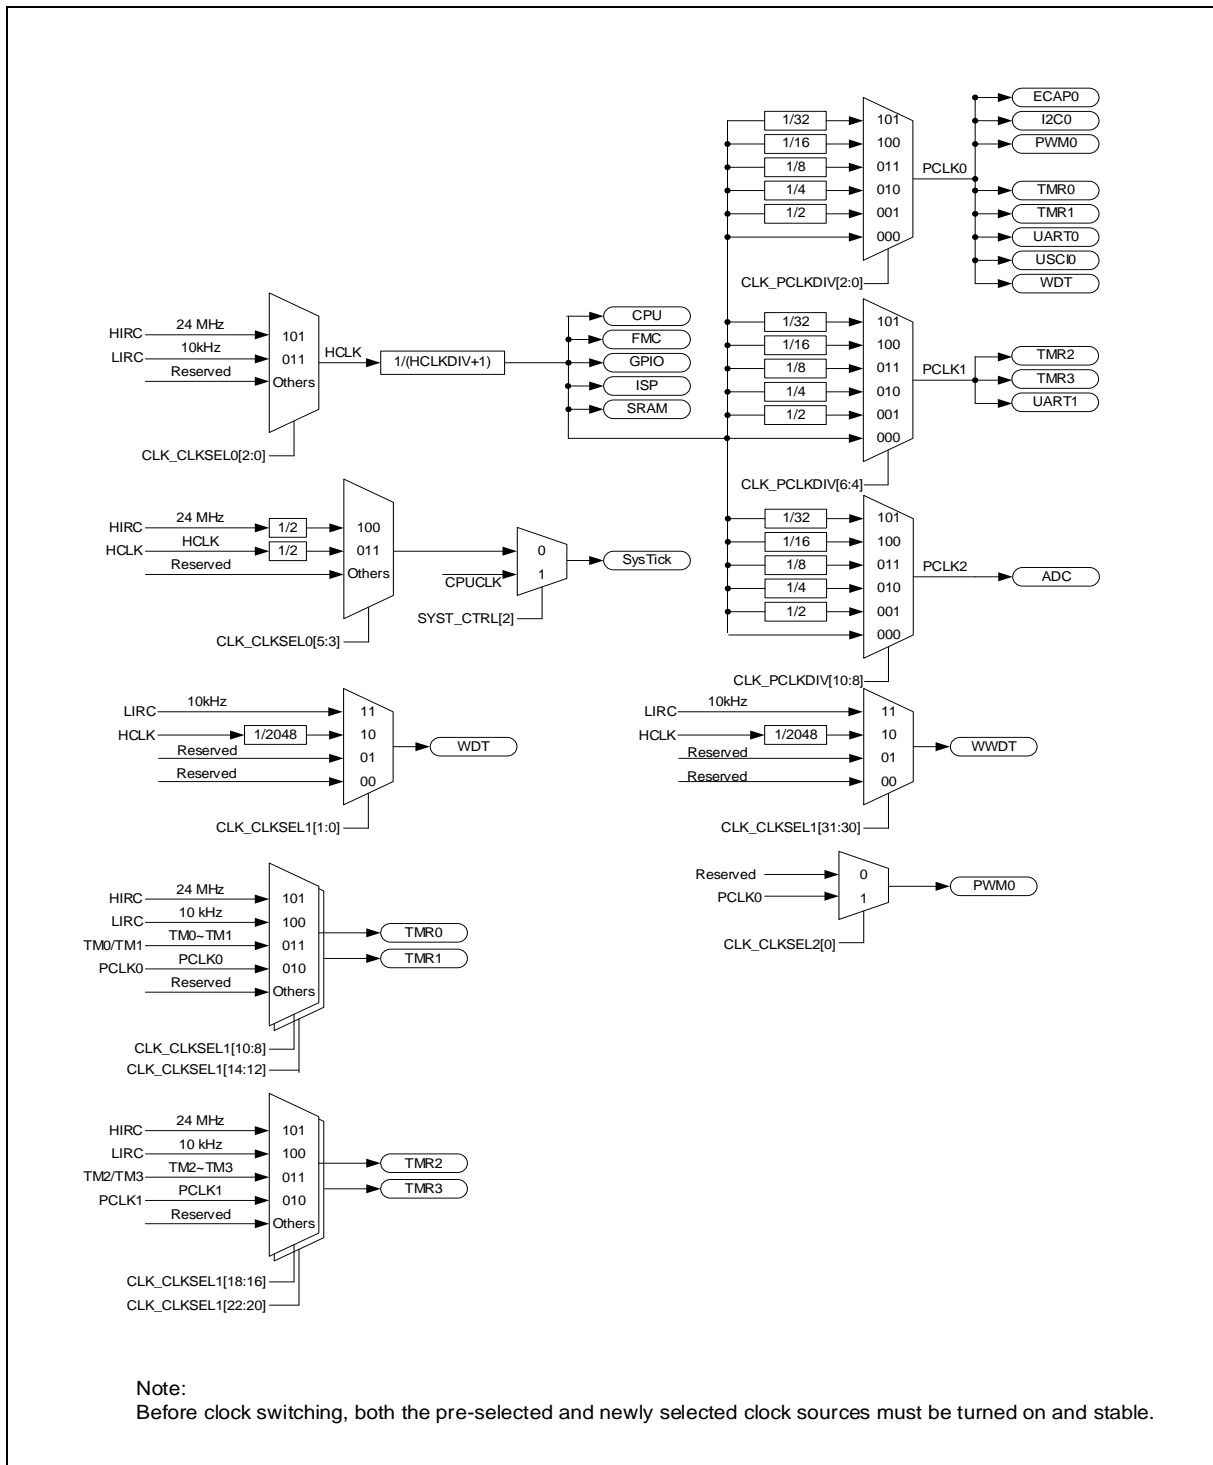 1/32
1/16
1/8
1/4
1/2
101
100
011
010
001
000
PCLK0
CLK_PCLKDIV[2:0]
ECAP0
I2C0
PWM0
TMR0
TMR1
UART0
USCI0
WDT
HIRC
24 MHz
LIRC
10kHz
Reserved
101
011
Others
HCLK
1/(HCLKDIV+1)
CLK_CLKSEL0[2:0]
CPU
FMC
GPIO
ISP
SRAM
1/32
1/16
1/8
1/4
1/2
101
100
011
010
001
000
PCLK1
CLK_PCLKDIV[6:4]
TMR2
TMR3
UART1
HIRC
24 MHz
1/2
HCLK
HCLK
1/2
Reserved
100
011
Others
CLK_CLKSEL0[5:3]
CPUCLK
0
1
SYST_CTRL[2]
SysTick
1/32
1/16
1/8
1/4
1/2
101
100
011
010
001
000
PCLK2
CLK_PCLKDIV[10:8]
ADC
LIRC
10kHz
HCLK
1/2048
Reserved
Reserved
11
10
01
00
WDT
CLK_CLKSEL1[1:0]
LIRC
10kHz
HCLK
1/2048
Reserved
Reserved
11
10
01
00
WWDT
CLK_CLKSEL1[31:30]
HIRC
24 MHz
LIRC
10 kHz
TM0/TM1
TM0~TM1
PCLK0
PCLK0
Reserved
101
100
011
010
Others
TMR0
TMR1
CLK_CLKSEL1[10:8]
CLK_CLKSEL1[14:12]
Reserved
PCLK0
0
1
PWM0
CLK_CLKSEL2[0]
HIRC
24 MHz
LIRC
10 kHz
TM2/TM3
TM2~TM3
PCLK1
PCLK1
Reserved
101
100
011
010
Others
TMR2
TMR3
CLK_CLKSEL1[18:16]
CLK_CLKSEL1[22:20]
Note:
Before clock switching, both the pre-selected and newly selected clock sources must be turned on and stable.